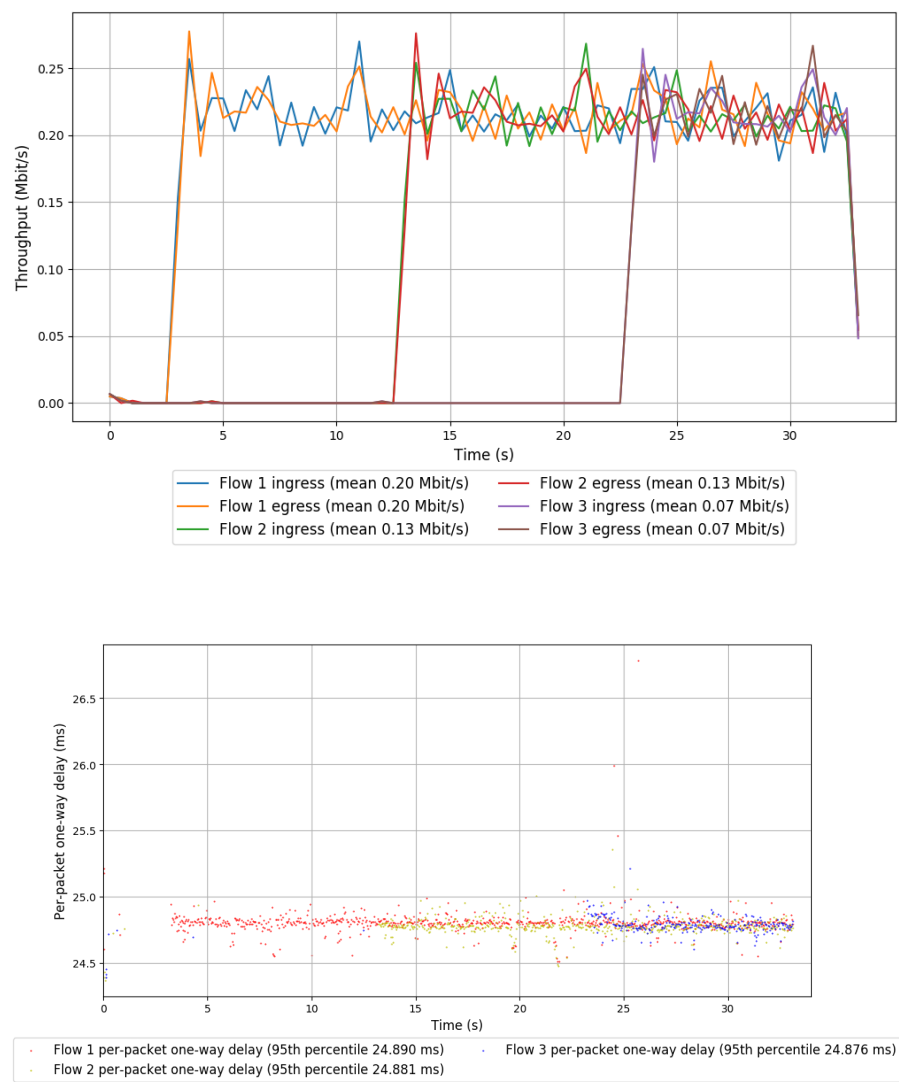 0.25
0.20
0.15
0.10
0.05
0.00
Throughput (Mbit/s)
0 5 10 15 20 25 30
Time (s)
Flow 1 ingress (mean 0.20 Mbit/s)
Flow 1 egress (mean 0.20 Mbit/s)
Flow 2 ingress (mean 0.13 Mbit/s)
Flow 2 egress (mean 0.13 Mbit/s)
Flow 3 ingress (mean 0.07 Mbit/s)
Flow 3 egress (mean 0.07 Mbit/s)
26.5
26.0
25.5
25.0
24.5
Per-packet one-way delay (ms)
0 5 10 15 20 25 30
Time (s)
Flow 1 per-packet one-way delay (95th percentile 24.890 ms)
Flow 2 per-packet one-way delay (95th percentile 24.881 ms)
Flow 3 per-packet one-way delay (95th percentile 24.876 ms)